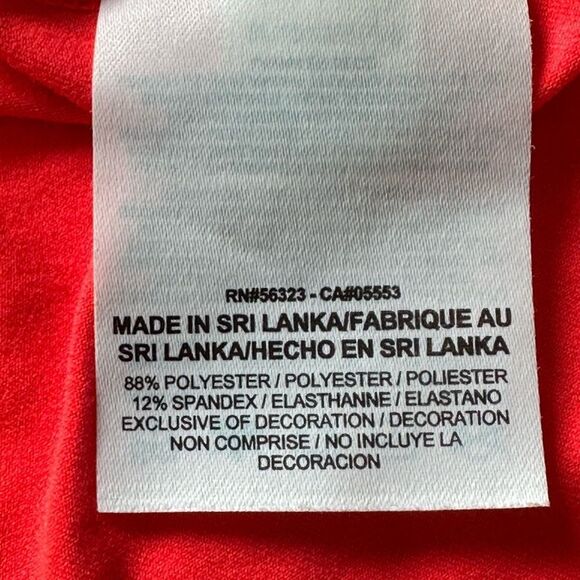 RN#56323 - CA#05553
MADE IN SRI LANKA/FABRIQUE AU
SRI LANKA/HECHO EN SRI LANKA
88% POLYESTER / POLYESTER / POLIESTER
12% SPANDEX / ELASTHANNE / ELASTANO
EXCLUSIVE OF DECORATION / DECORATION
NON COMPRISE / NO INCLUYE LA
DECORACION